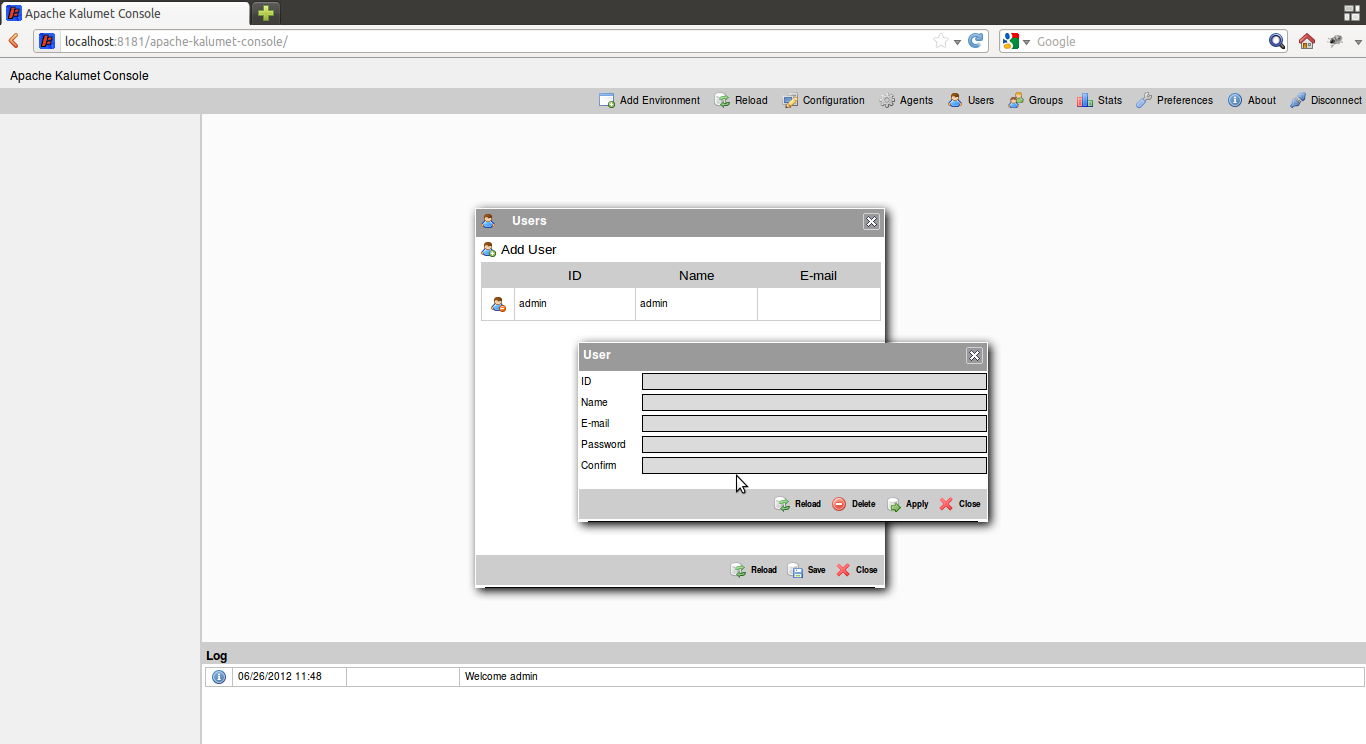 Apache Kalumet Console
localhost:8181/apache-kalumet-console/ Google
Apache Kalumet Console
Add Environment Reload Configuration Agents Users Groups Stats Preferences About Disconnect
Users
Add User
ID Name E-mail
admin admin
User
ID
Name
E-mail
Password
Confirm
Reload Delete Apply Close
Reload Save Close
Log
06/26/2012 11:48 Welcome admin